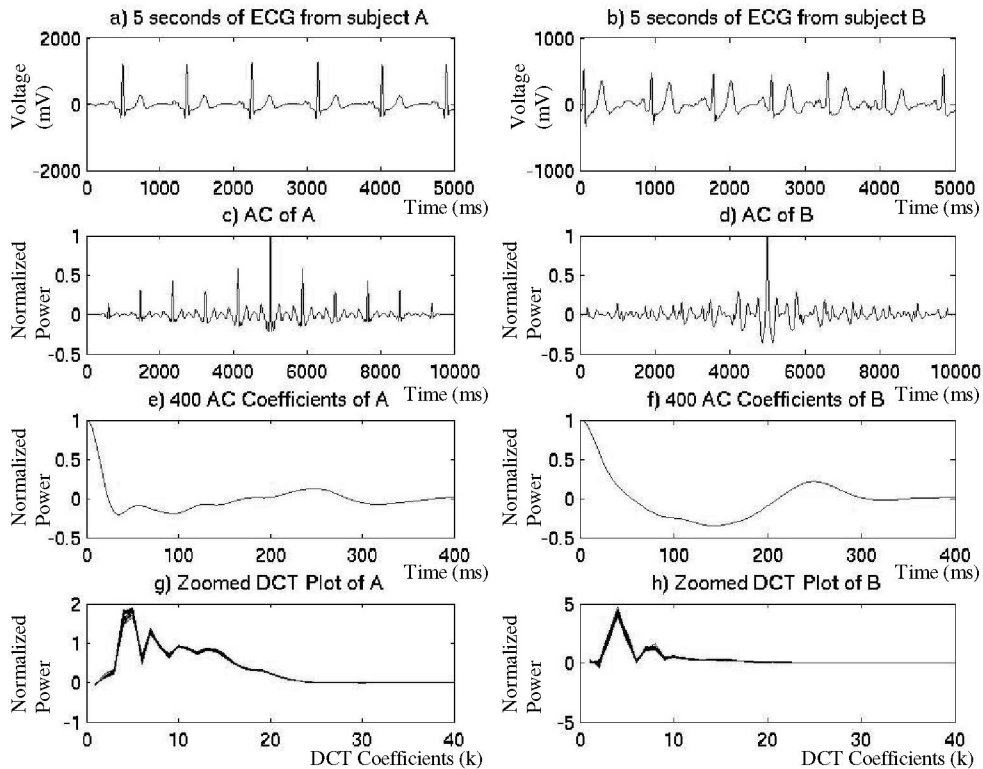 a) 5 seconds of ECG from subject A
2000
0
-2000
Voltage
(mV)
0 1000 2000 3000 4000 5000
Time (ms)
b) 5 seconds of ECG from subject B
1000
0
-1000
Voltage
(mV)
0 1000 2000 3000 4000 5000
Time (ms)
c) AC of A
1
0.5
0
-0.5
Normalized
Power
0 2000 4000 6000 8000 10000
Time (ms)
d) AC of B
1
0.5
0
-0.5
Normalized
Power
0 2000 4000 6000 8000 10000
Time (ms)
e) 400 AC Coefficients of A
1
0.5
0
-0.5
Normalized
Power
0 100 200 300 400
Time (ms)
f) 400 AC Coefficients of B
1
0.5
0
-0.5
Normalized
Power
0 100 200 300 400
Time (ms)
g) Zoomed DCT Plot of A
2
1
0
-1
Normalized
Power
0 10 20 30 40
DCT Coefficients (k)
h) Zoomed DCT Plot of B
5
0
-5
Normalized
Power
0 10 20 30 40
DCT Coefficients (k)